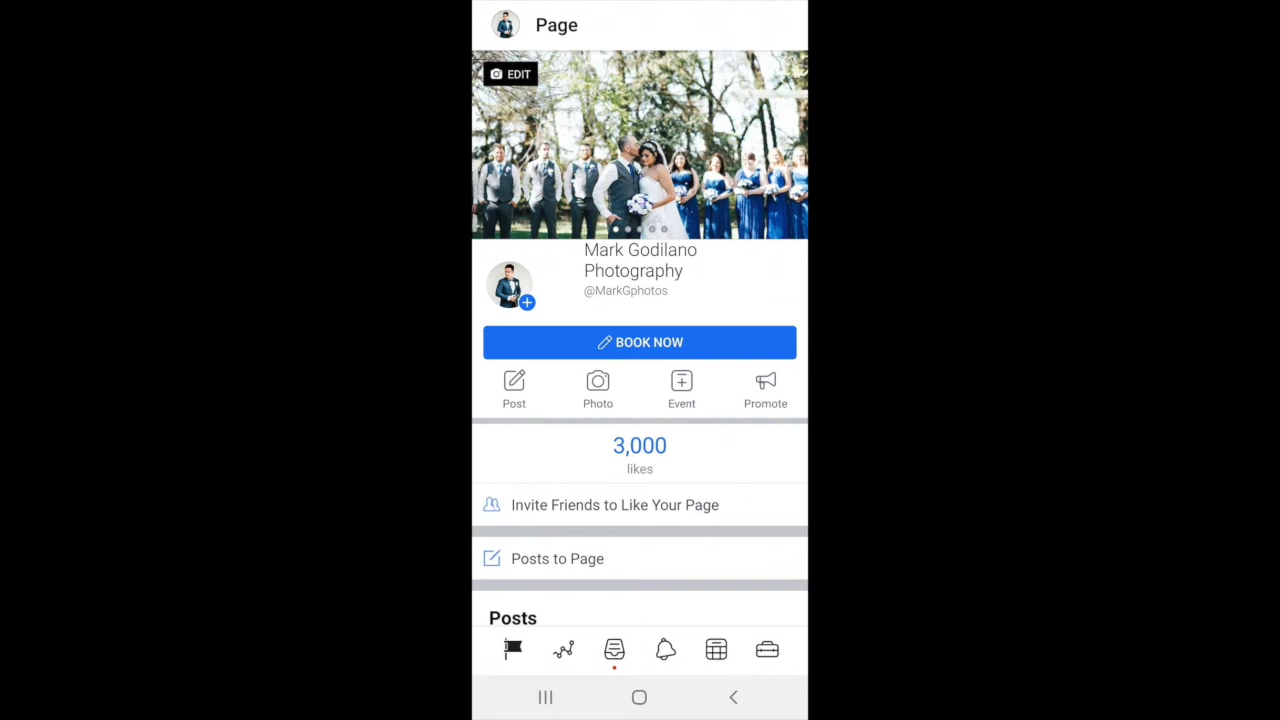 Page
EDIT
Mark Godilano
Photography
@MarkGphotos
BOOK NOW
Post Photo Event Promote
3,000
likes
Invite Friends to Like Your Page
Posts to Page
Posts